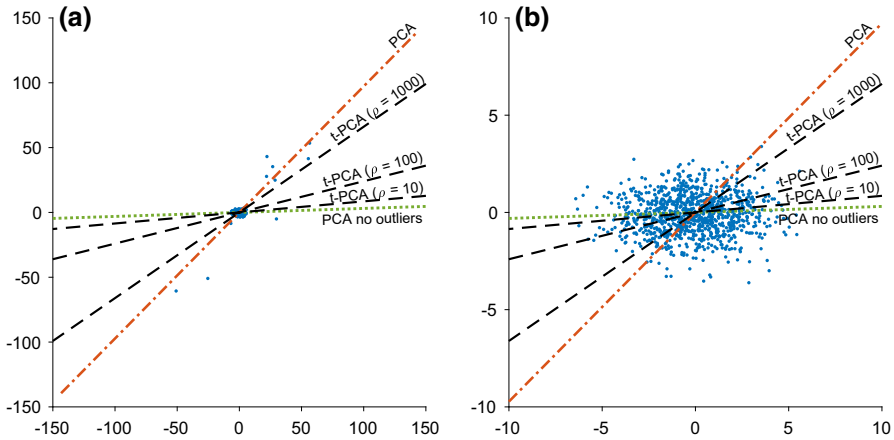 (a)
150
100
50
0
-50
-100
-150
-150
-100
-50
0
50
100
150
PCA
t-PCA (ρ = 1000)
t-PCA (ρ = 100)
t-PCA (ρ = 10)
PCA no outliers
(b)
10
5
0
-5
-10
-10
-5
0
5
10
PCA
t-PCA (ρ = 1000)
t-PCA (ρ = 100)
t-PCA (ρ = 10)
PCA no outliers